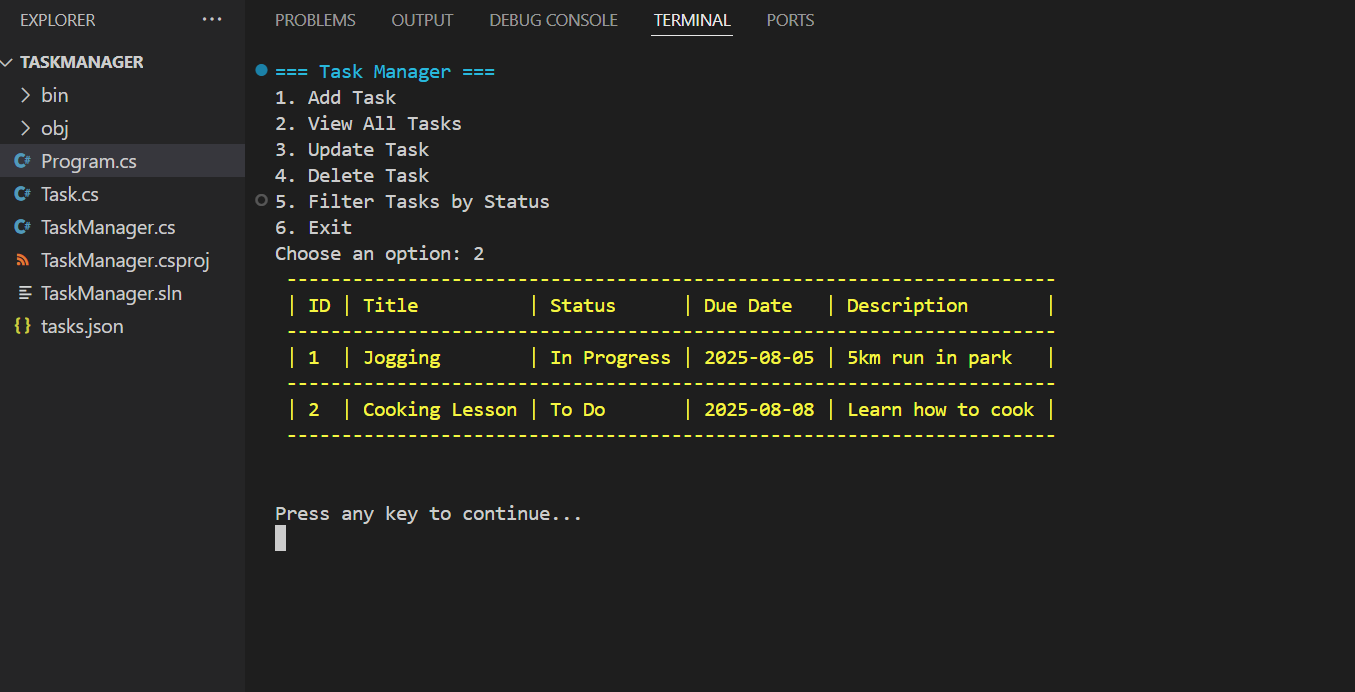 EXPLORER ···
TASKMANAGER
bin
obj
C# Program.cs
C# Task.cs
C# TaskManager.cs
TaskManager.csproj
TaskManager.sln
{} tasks.json
PROBLEMS OUTPUT DEBUG CONSOLE TERMINAL PORTS
=== Task Manager ===
1. Add Task
2. View All Tasks
3. Update Task
4. Delete Task
5. Filter Tasks by Status
6. Exit
Choose an option: 2
----------------------------------------------------------------------
| ID | Title          | Status      | Due Date   | Description       |
----------------------------------------------------------------------
| 1  | Jogging        | In Progress | 2025-08-05 | 5km run in park   |
----------------------------------------------------------------------
| 2  | Cooking Lesson | To Do       | 2025-08-08 | Learn how to cook |
----------------------------------------------------------------------
Press any key to continue...